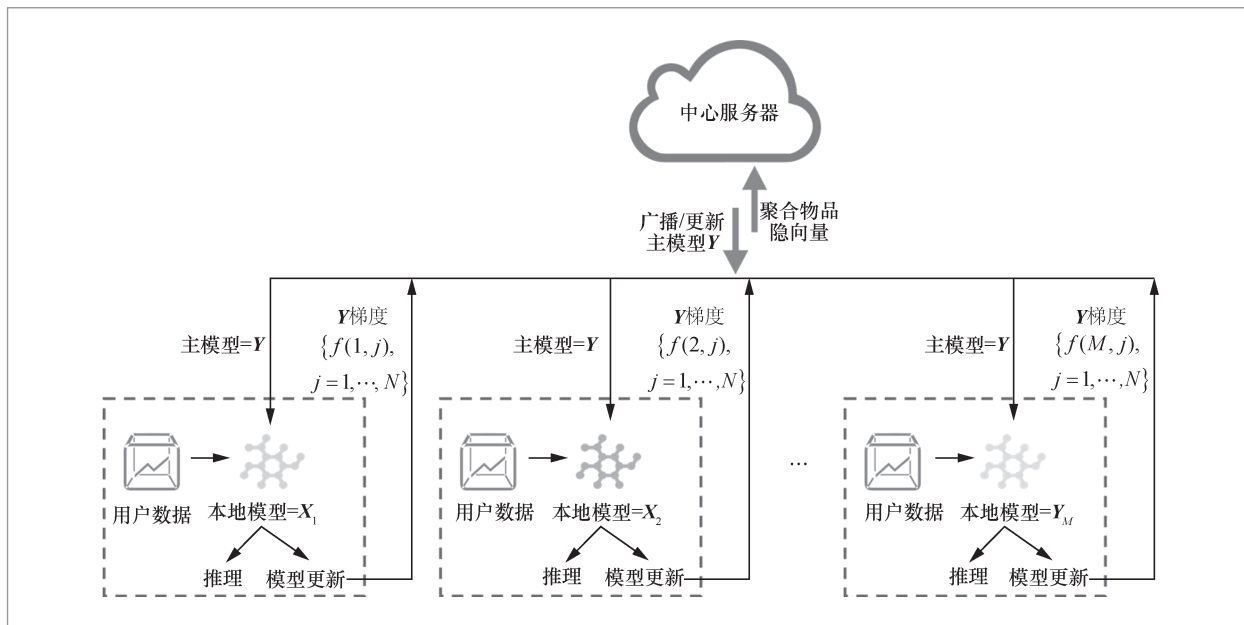 中心服务器
广播/更新
主模型Y
聚合物品
隐向量
主模型=Y
Y梯度
{f(1, j),
j=1,⋯, N}
主模型=Y
Y梯度
{f(2, j),
j=1,⋯,N}
主模型=Y
Y梯度
{f(M, j),
j=1,⋯,N}
用户数据
本地模型=X₁
推理
模型更新
用户数据
本地模型=X₂
推理
模型更新
…
用户数据
本地模型=Y_M
推理
模型更新